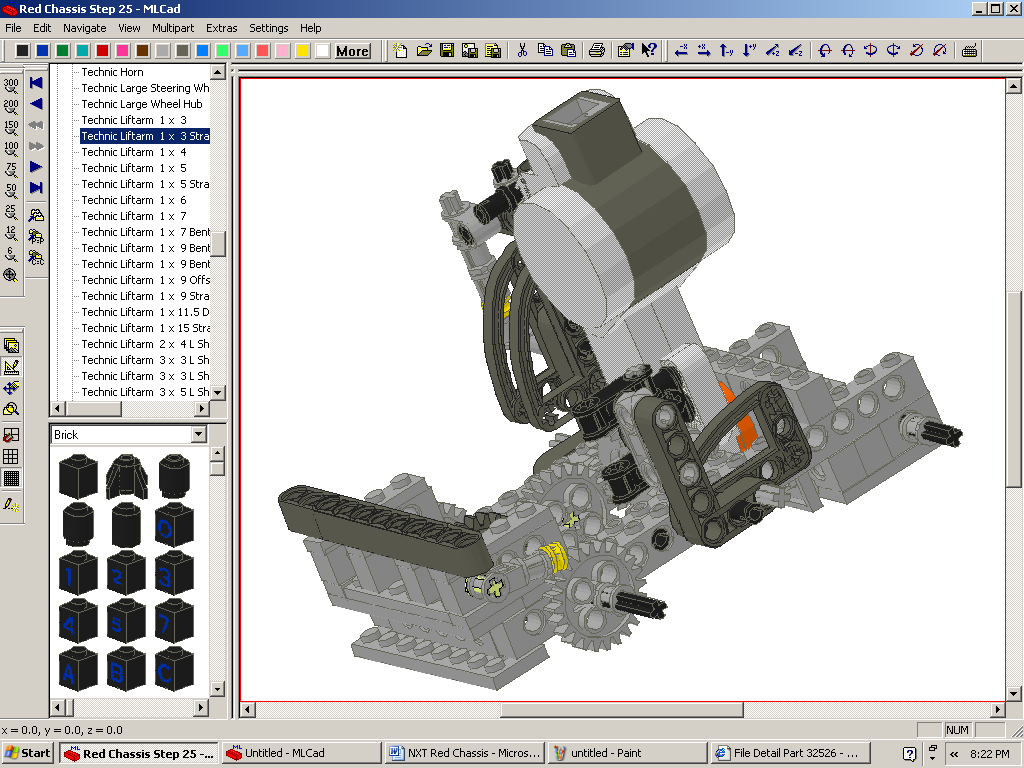 Red Chassis Step 25 - MLCad
File Edit Navigate View Multipart Extras Settings Help
More
300
200
150
100
75
50
25
12
6
Technic Horn
Technic Large Steering Wh
Technic Large Wheel Hub
Technic Liftarm 1 x 3
Technic Liftarm 1 x 3 Stra
Technic Liftarm 1 x 4
Technic Liftarm 1 x 5
Technic Liftarm 1 x 5 Stra
Technic Liftarm 1 x 6
Technic Liftarm 1 x 7
Technic Liftarm 1 x 7 Bent
Technic Liftarm 1 x 9 Bent
Technic Liftarm 1 x 9 Bent
Technic Liftarm 1 x 9 Offs
Technic Liftarm 1 x 9 Stra
Technic Liftarm 1 x 11.5 D
Technic Liftarm 1 x 15 Stra
Technic Liftarm 2 x 4 L Sh
Technic Liftarm 3 x 3 L Sh
Technic Liftarm 3 x 3 L Sh
Technic Liftarm 3 x 5 L Sh
Brick
0
1 2 3
4 5 7
A B C
x = 0.0, y = 0.0, z = 0.0
NUM
Start
Red Chassis Step 25 -...
Untitled - MLCad
NXT Red Chassis - Micros...
untitled - Paint
File Detail Part 32526 - ...
8:22 PM